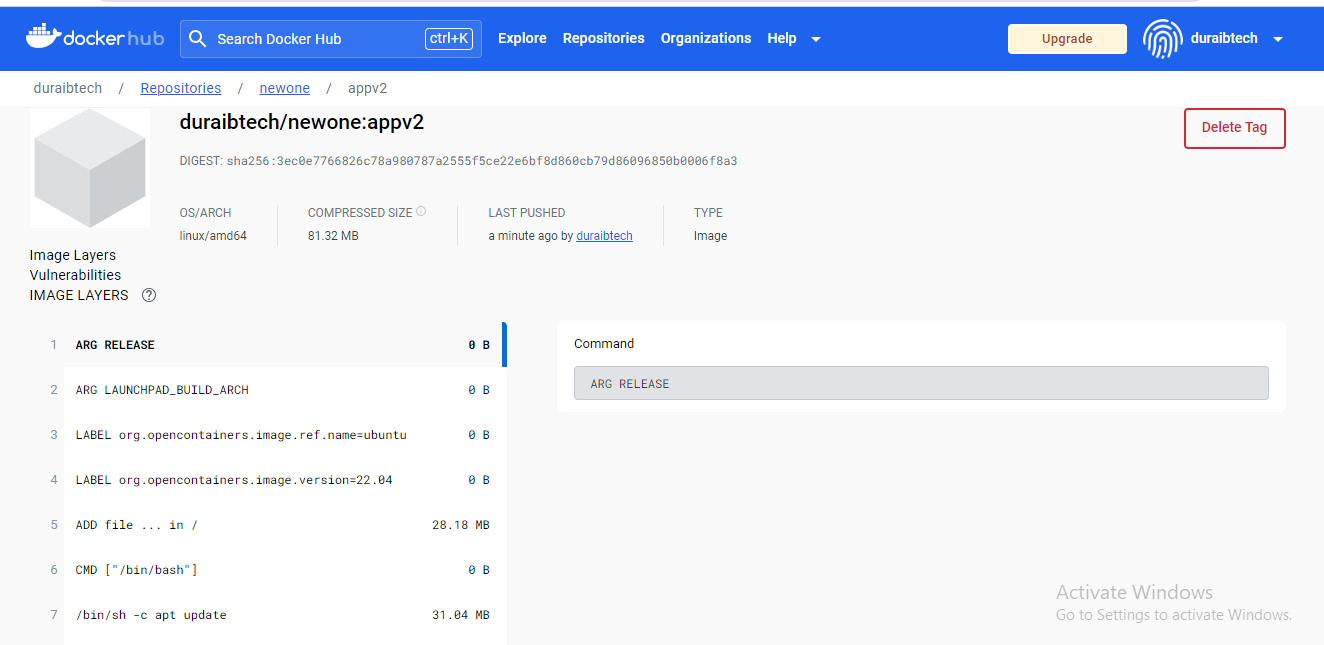 docker hub Search Docker Hub ctrl+K Explore Repositories Organizations Help Upgrade duraibtech
duraibtech / Repositories / newone / appv2
duraibtech/newone:appv2 Delete Tag
DIGEST: sha256:3ec0e7766826c78a980787a2555f5ce22e6bf8d860cb79d86096850b0006f8a3
OS/ARCH COMPRESSED SIZE LAST PUSHED TYPE
linux/amd64 81.32 MB a minute ago by duraibtech Image
Image Layers
Vulnerabilities
IMAGE LAYERS ?
1 ARG RELEASE 0 B
2 ARG LAUNCHPAD_BUILD_ARCH 0 B
3 LABEL org.opencontainers.image.ref.name=ubuntu 0 B
4 LABEL org.opencontainers.image.version=22.04 0 B
5 ADD file ... in / 28.18 MB
6 CMD ["/bin/bash"] 0 B
7 /bin/sh -c apt update 31.04 MB
Command
ARG RELEASE
Activate Windows
Go to Settings to activate Windows.